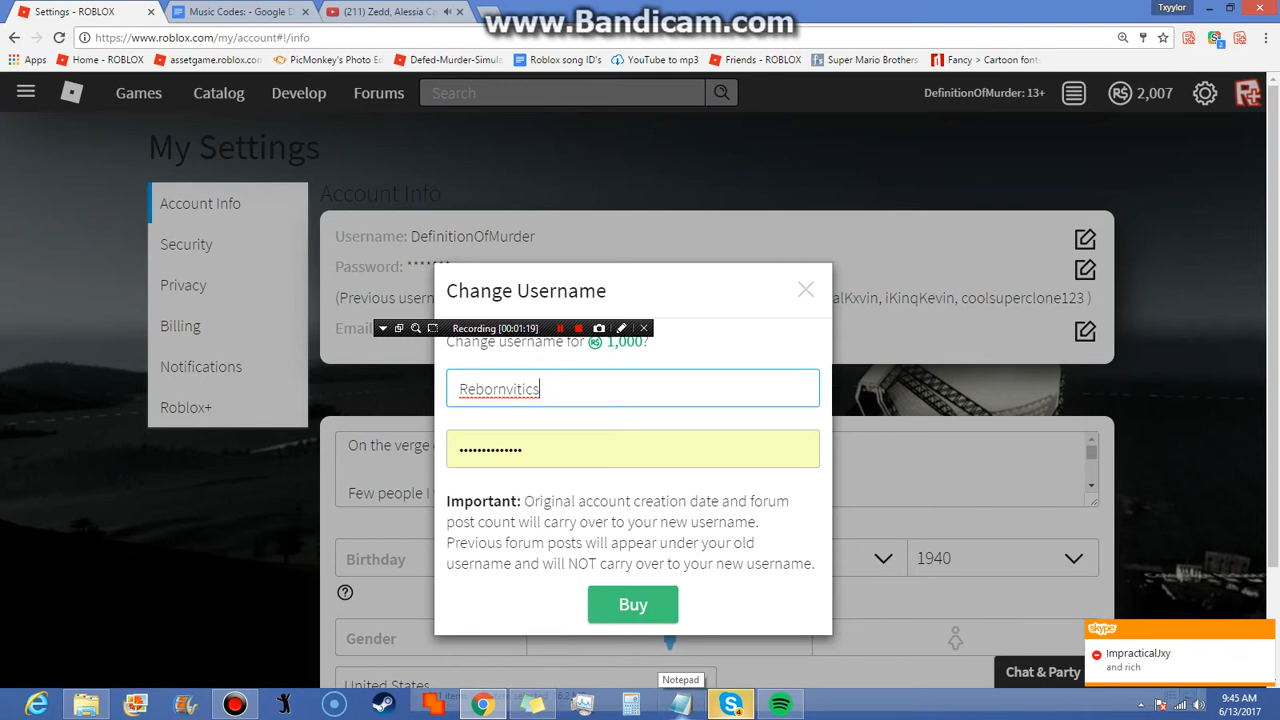 www.Bandicam.com
Settings - ROBLOX
Music Codes: - Google D
(211) Zedd, Alessia Ca
Txyylor
https://www.roblox.com/my/account#!/info
Apps
Home - ROBLOX
assetgame.roblox.com
PicMonkey's Photo Ed
Defed-Murder-Simula
Roblox song ID's
YouTube to mp3
Friends - ROBLOX
Super Mario Brothers
Fancy > Cartoon fonts
Games
Catalog
Develop
Forums
Search
DefinitionOfMurder: 13+
R$ 2,007
My Settings
Account Info
Security
Privacy
Billing
Notifications
Roblox+
Account Info
Username: DefinitionOfMurder
Password: *******
(Previous usern
alKxvin, iKinqKevin, coolsuperclone123 )
Email
Change Username
Recording [00:01:19]
Change username for R$ 1,000?
Rebornvitics
••••••••••••••
Important: Original account creation date and forum
post count will carry over to your new username.
Previous forum posts will appear under your old
username and will NOT carry over to your new username.
Buy
On the verge
Few people I
Birthday
1940
Gender
United States
Chat & Party
skype
ImpracticalJxy
and rich
Notepad
4
9:45 AM
6/13/2017